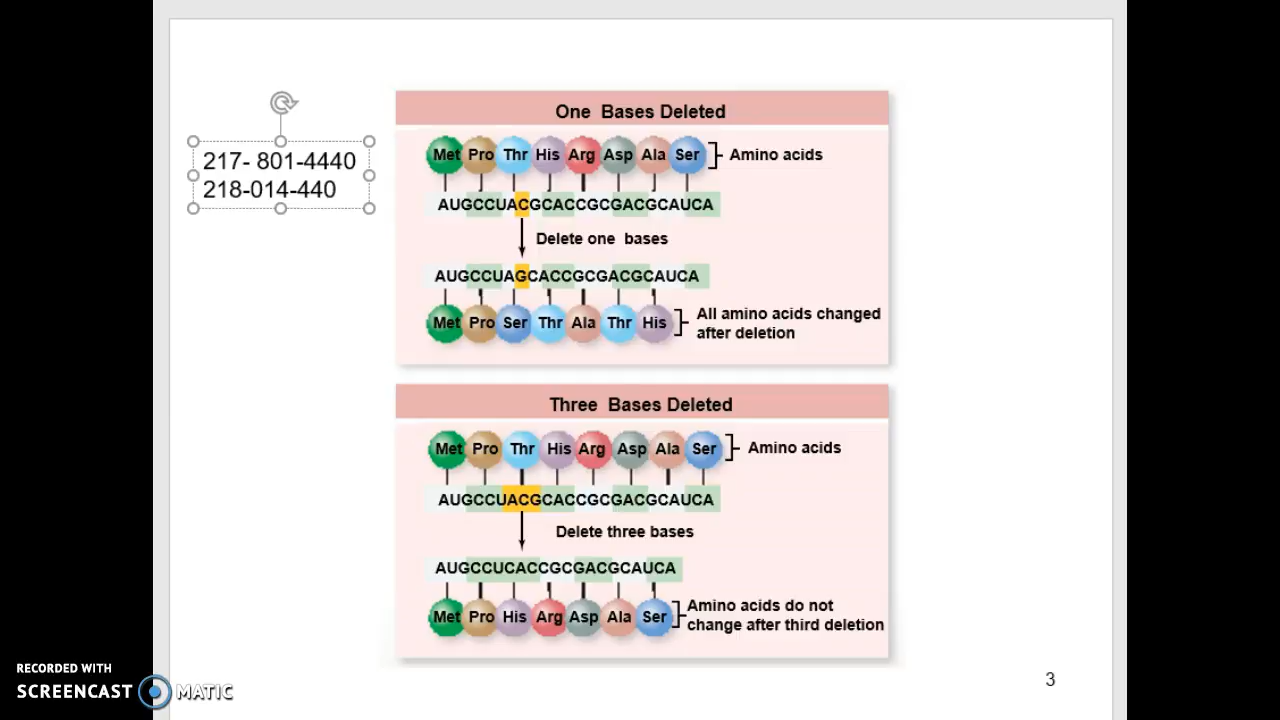 217- 801-4440
218-014-440
One Bases Deleted
Met Pro Thr His Arg Asp Ala Ser Amino acids
AUGCCUACGCACCGCGACGCAUCA
Delete one bases
AUGCCUAGCACCGCGACGCAUCA
Met Pro Ser Thr Ala Thr His
All amino acids changed
after deletion
Three Bases Deleted
Met Pro Thr His Arg Asp Ala Ser Amino acids
AUGCCUACGCACCGCGACGCAUCA
Delete three bases
AUGCCUCACCGCGACGCAUCA
Met Pro His Arg Asp Ala Ser
Amino acids do not
change after third deletion
3
RECORDED WITH
SCREENCAST MATIC